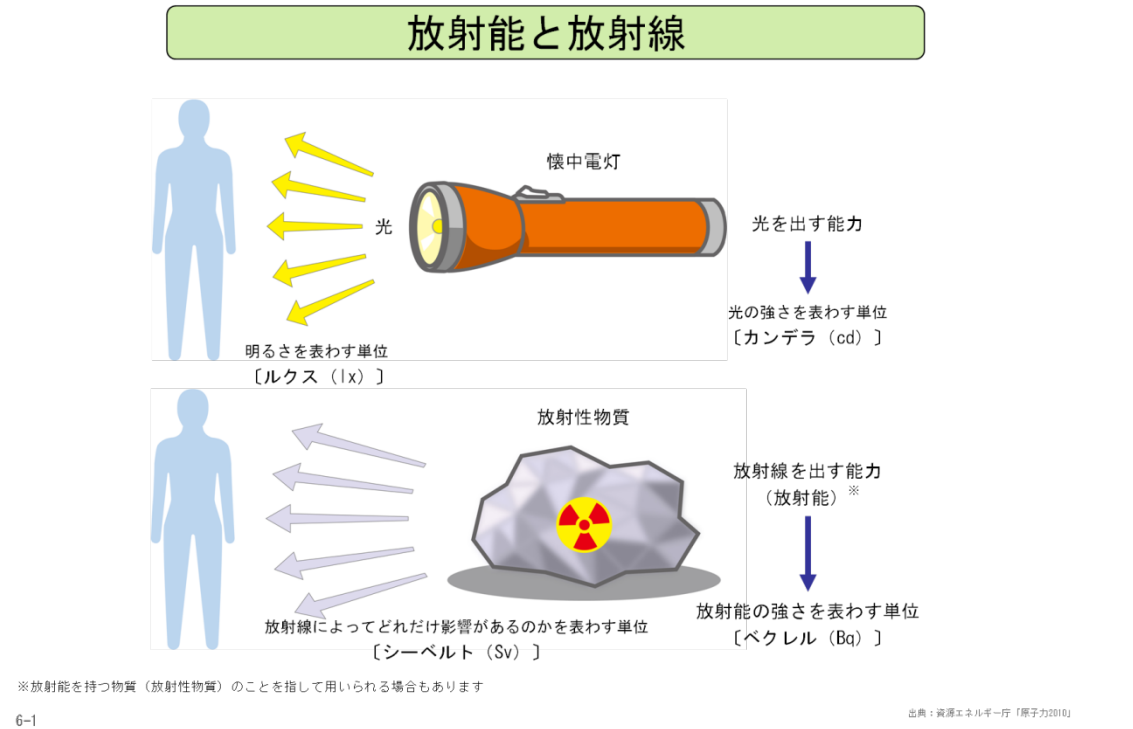 放射能と放射線
懐中電灯
光
光を出す能力
光の強さを表わす単位
〔カンデラ（cd）〕
明るさを表わす単位
〔ルクス（lx）〕
放射性物質
放射線を出す能力
（放射能）※
放射能の強さを表わす単位
〔ベクレル（Bq）〕
放射線によってどれだけ影響があるのかを表わす単位
〔シーベルト（Sv）〕
※放射能を持つ物質（放射性物質）のことを指して用いられる場合もあります
6-1
出典：資源エネルギー庁「原子力2010」